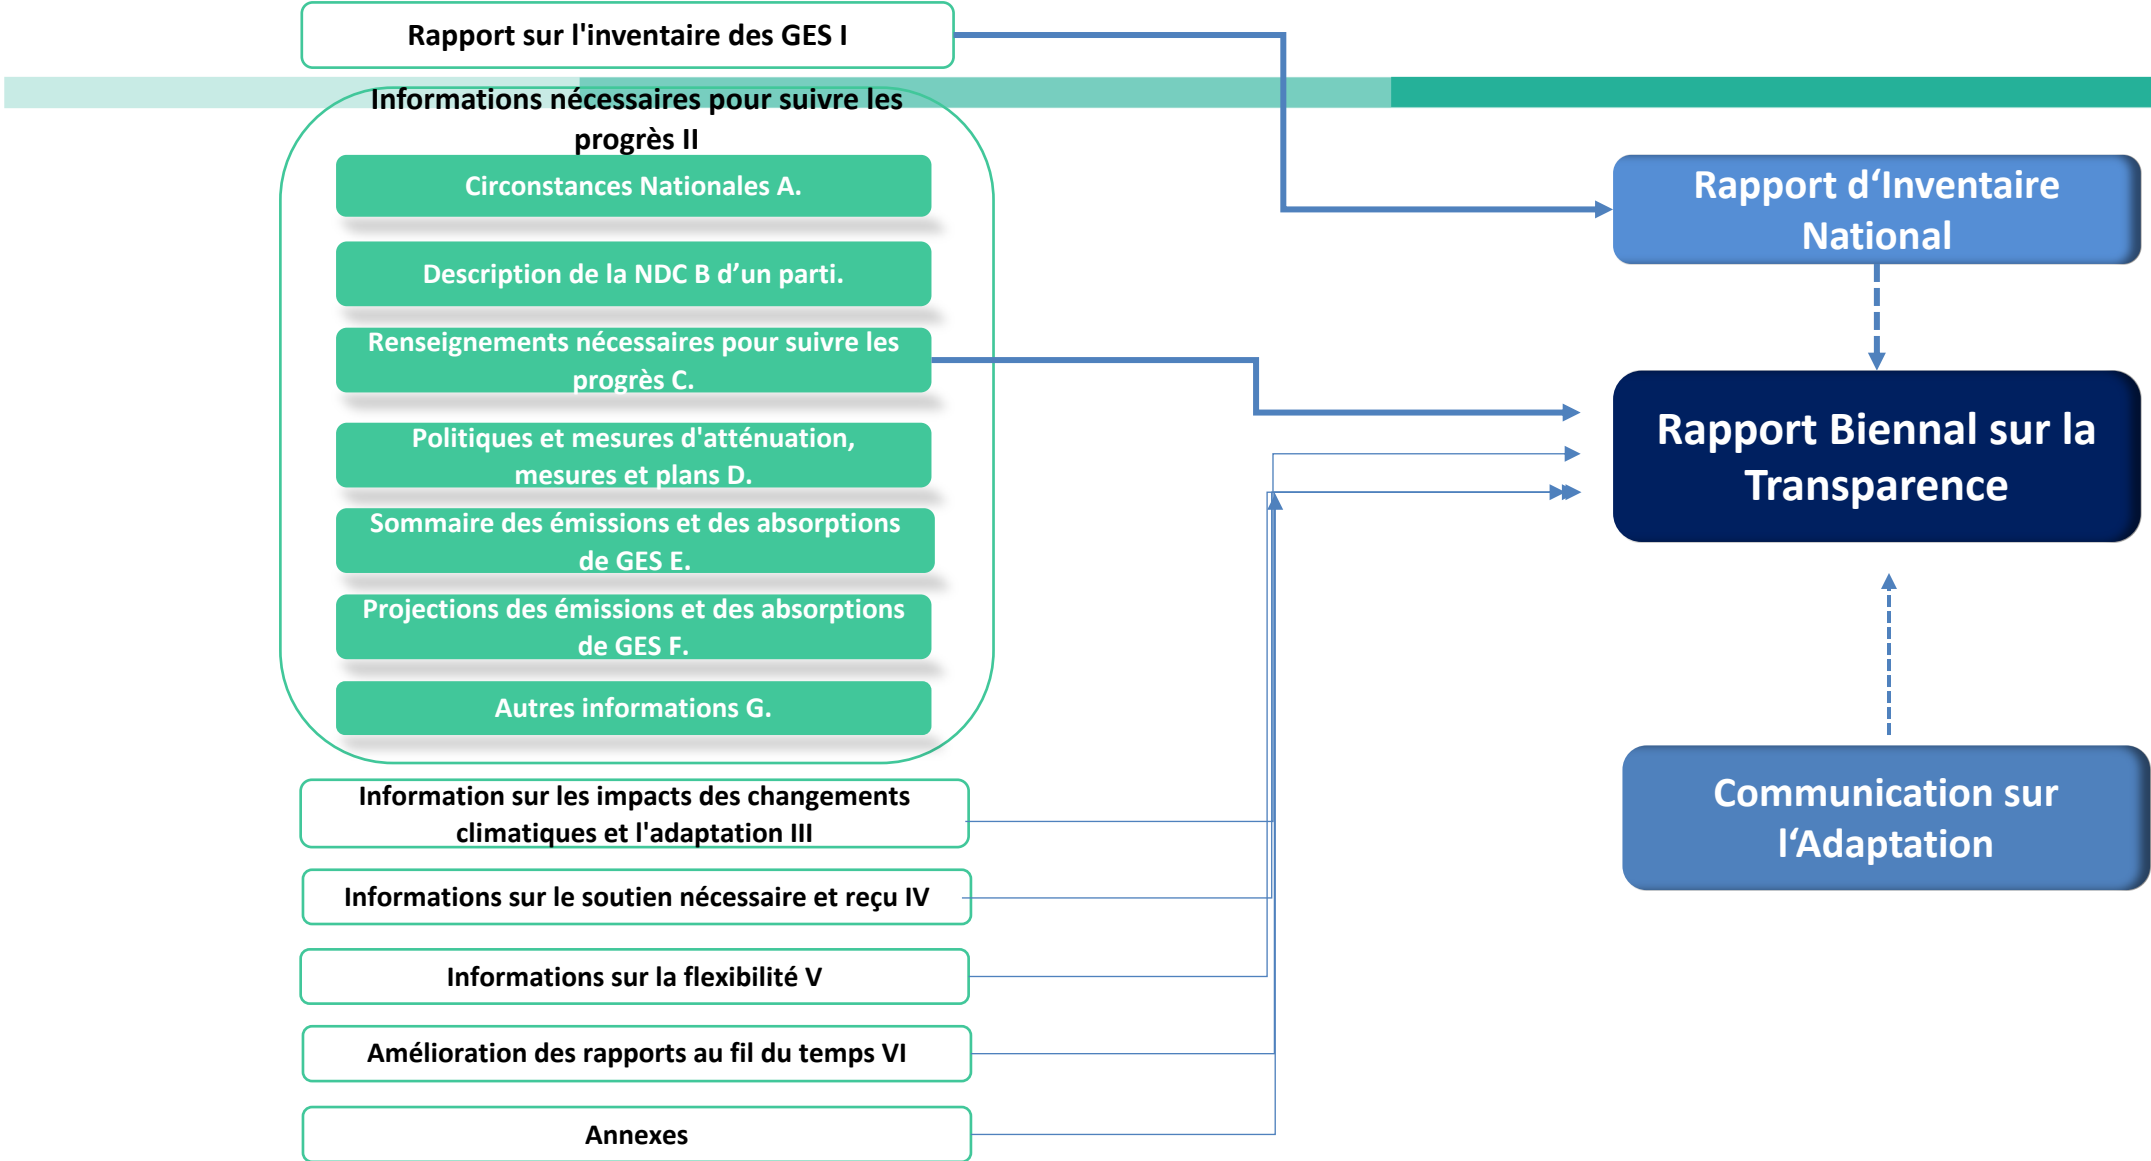 Rapport sur l'inventaire des GES I
Informations nécessaires pour suivre les
progrès II
Circonstances Nationales A.
Description de la NDC B d’un parti.
Renseignements nécessaires pour suivre les
progrès C.
Politiques et mesures d'atténuation,
mesures et plans D.
Sommaire des émissions et des absorptions
de GES E.
Projections des émissions et des absorptions
de GES F.
Autres informations G.
Information sur les impacts des changements
climatiques et l'adaptation III
Informations sur le soutien nécessaire et reçu IV
Informations sur la flexibilité V
Amélioration des rapports au fil du temps VI
Annexes
Rapport d‘Inventaire
National
Rapport Biennal sur la
Transparence
Communication sur
l‘Adaptation